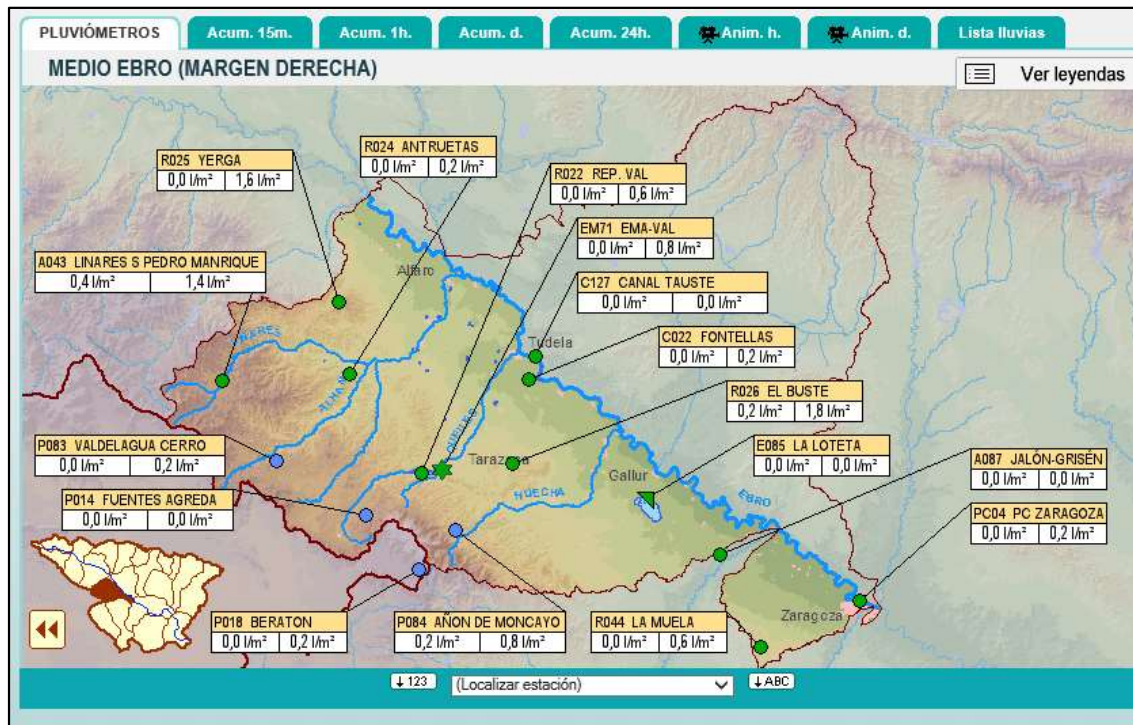 PLUVIÓMETROS
Acum. 15m.
Acum. 1h.
Acum. d.
Acum. 24h.
Anim. h.
Anim. d.
Lista lluvias
MEDIO EBRO (MARGEN DERECHA)
Ver leyendas
R024 ANTRUETAS
0,0 l/m² 0,2 l/m²
R025 YERGA
0,0 l/m² 1,6 l/m²
R022 REP. VAL
0,0 l/m² 0,6 l/m²
EM71 EMA-VAL
0,0 l/m² 0,8 l/m²
A043 LINARES S PEDRO MANRIQUE
0,4 l/m² 1,4 l/m²
Alfaro
C127 CANAL TAUSTE
0,0 l/m² 0,0 l/m²
Tudela
C022 FONTELLAS
0,0 l/m² 0,2 l/m²
R026 EL BUSTE
0,2 l/m² 1,8 l/m²
P083 VALDELAGUA CERRO
0,0 l/m² 0,2 l/m²
Tarazona
E085 LA LOTETA
0,0 l/m² 0,0 l/m²
A087 JALÓN-GRISÉN
0,0 l/m² 0,0 l/m²
Gallur
P014 FUENTES AGREDA
0,0 l/m² 0,0 l/m²
HUECHA
EBRO
PC04 PC ZARAGOZA
0,0 l/m² 0,2 l/m²
Zaragoza
P018 BERATON
0,0 l/m² 0,2 l/m²
P084 AÑON DE MONCAYO
0,2 l/m² 0,8 l/m²
R044 LA MUELA
0,0 l/m² 0,6 l/m²
↓123
(Localizar estación)
↓ABC